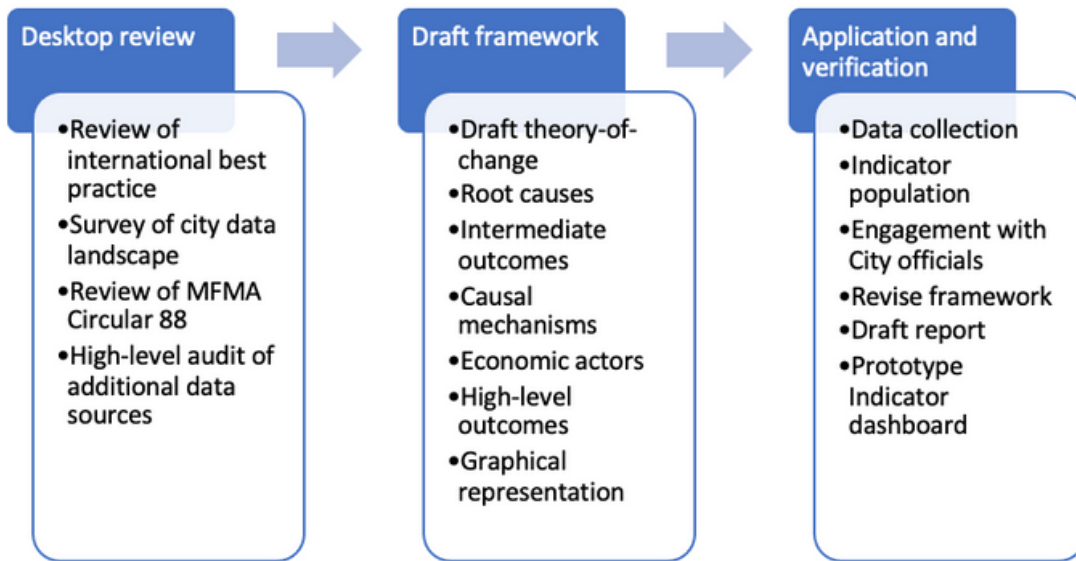 Desktop review
•Review of
international best
practice
•Survey of city data
landscape
•Review of MFMA
Circular 88
•High-level audit of
additional data
sources
Draft framework
•Draft theory-of-
change
•Root causes
•Intermediate
outcomes
•Causal
mechanisms
•Economic actors
•High-level
outcomes
•Graphical
representation
Application and
verification
•Data collection
•Indicator
population
•Engagement with
City officials
•Revise framework
•Draft report
•Prototype
Indicator
dashboard